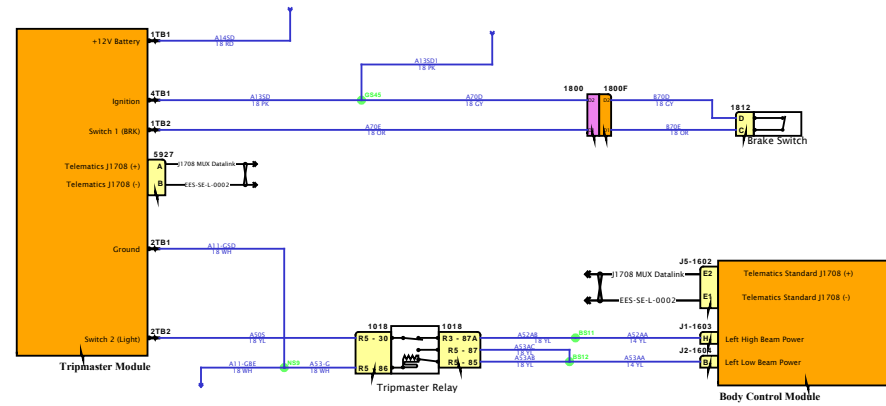 1TB1
+12V Battery
A14SD
18 RD
A13SD1
18 PK
4TB1
Ignition
A13SD
18 PK
GS45
A70D
18 GY
1800
1800F
D2
D2
B70D
18 GY
1812
D
C
Brake Switch
1TB2
Switch 1 (BRK)
A70E
18 OR
B70E
18 OR
5927
Telematics J1708 (+)
A
J1708 MUX Datalink
Telematics J1708 (-)
B
EES-SE-L-0002
2TB1
Ground
A11-GSD
18 WH
J5-1602
J1708 MUX Datalink
E2
Telematics Standard J1708 (+)
EES-SE-L-0002
E1
Telematics Standard J1708 (-)
2TB2
Switch 2 (Light)
A50S
18 YL
1018
1018
R5 - 30
R3 - 87A
A52AB
18 YL
BS11
A52AA
14 YL
J1-1603
H
Left High Beam Power
R5 - 87
A53AC
18 YL
J2-1604
R5 - 86
R5 - 85
A53AB
18 YL
BS12
A53AA
14 YL
B
Left Low Beam Power
A11-G8E
18 WH
NS9
A53-G
18 WH
Tripmaster Module
Tripmaster Relay
Body Control Module